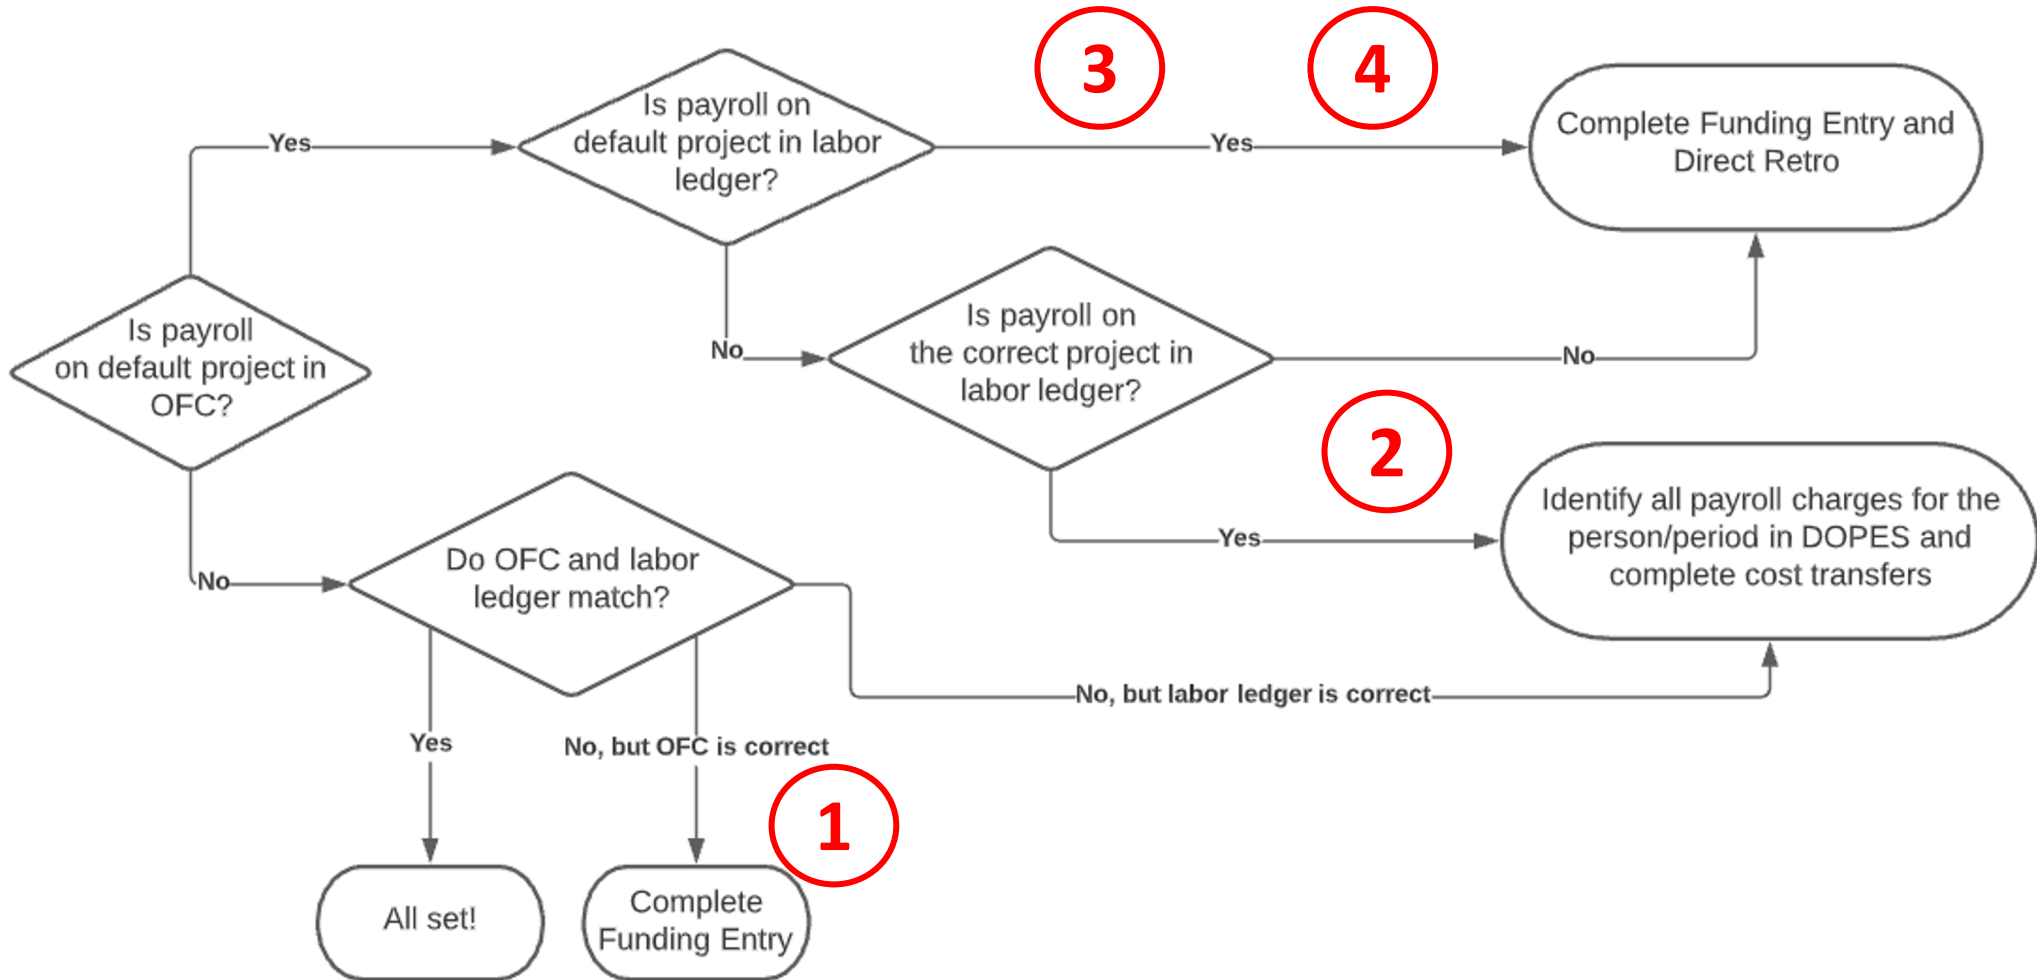 3
4
Is payroll on
default project in labor
ledger?
Yes
Yes
Complete Funding Entry and
Direct Retro
Is payroll
on default project in
OFC?
No
Is payroll on
the correct project in
labor ledger?
No
2
Yes
Identify all payroll charges for the
person/period in DOPES and
complete cost transfers
No
Do OFC and labor
ledger match?
No, but labor ledger is correct
Yes
No, but OFC is correct
1
All set!
Complete
Funding Entry